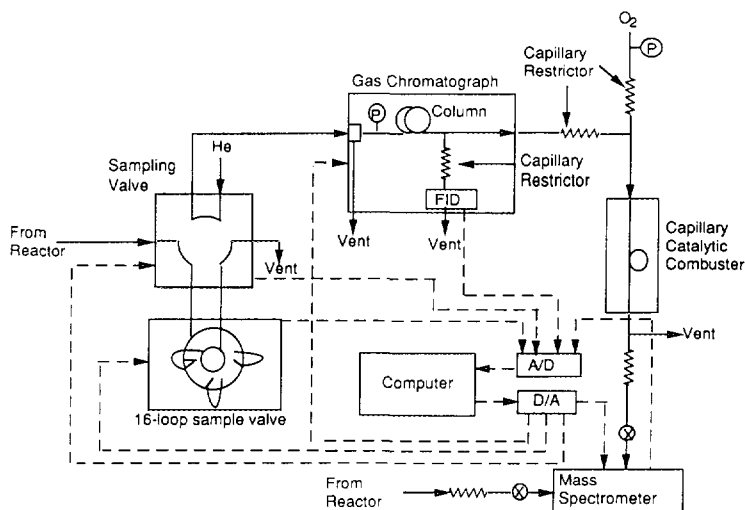 O2
P
Capillary
Restrictor
Gas Chromatograph
P
Column
He
Sampling
Valve
Capillary
Restrictor
FID
From
Reactor
Vent
Vent
Vent
Capillary
Catalytic
Combuster
Vent
A/D
Computer
D/A
16-loop sample valve
X
From
Reactor
X
Mass
Spectrometer